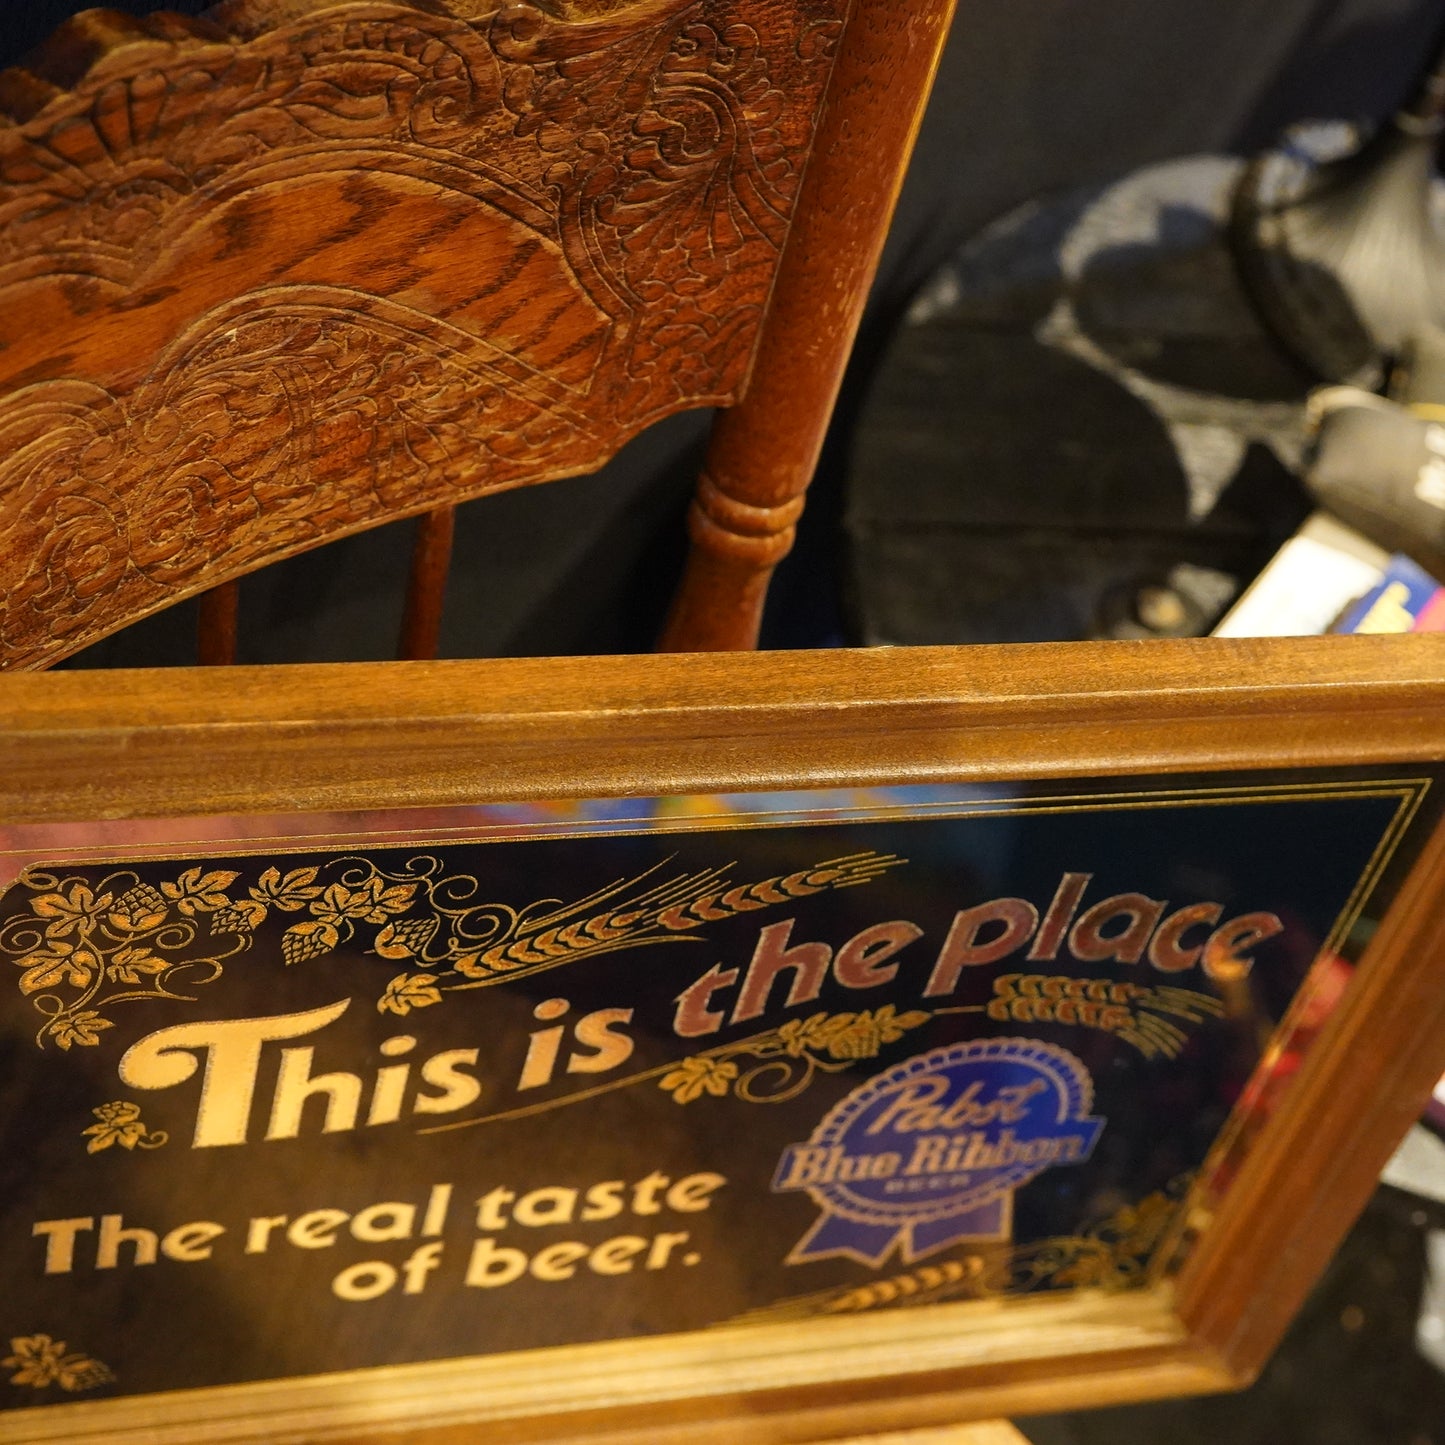 This is the place
The real taste
of beer.
Pabst
Blue Ribbon
BEER